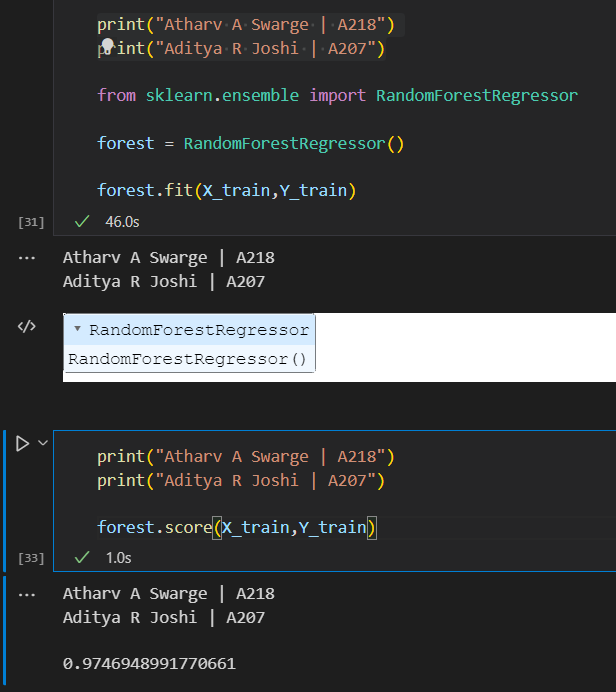 print("Atharv A Swarge | A218")
print("Aditya R Joshi | A207")
from sklearn.ensemble import RandomForestRegressor
forest = RandomForestRegressor()
forest.fit(X_train,Y_train)
[31] 46.0s
Atharv A Swarge | A218
Aditya R Joshi | A207
RandomForestRegressor
RandomForestRegressor()
print("Atharv A Swarge | A218")
print("Aditya R Joshi | A207")
forest.score(X_train,Y_train)
[33] 1.0s
Atharv A Swarge | A218
Aditya R Joshi | A207
0.9746948991770661